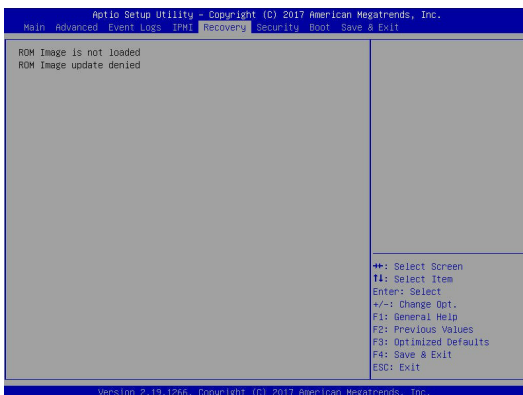 Aptio Setup Utility – Copyright (C) 2017 American Megatrends, Inc.
Main Advanced Event Logs IPMI Recovery Security Boot Save & Exit
ROM Image is not loaded
ROM Image update denied
→←: Select Screen
↑↓: Select Item
Enter: Select
+/-: Change Opt.
F1: General Help
F2: Previous Values
F3: Optimized Defaults
F4: Save & Exit
ESC: Exit
Version 2.19.1266. Copyright (C) 2017 American Megatrends, Inc.